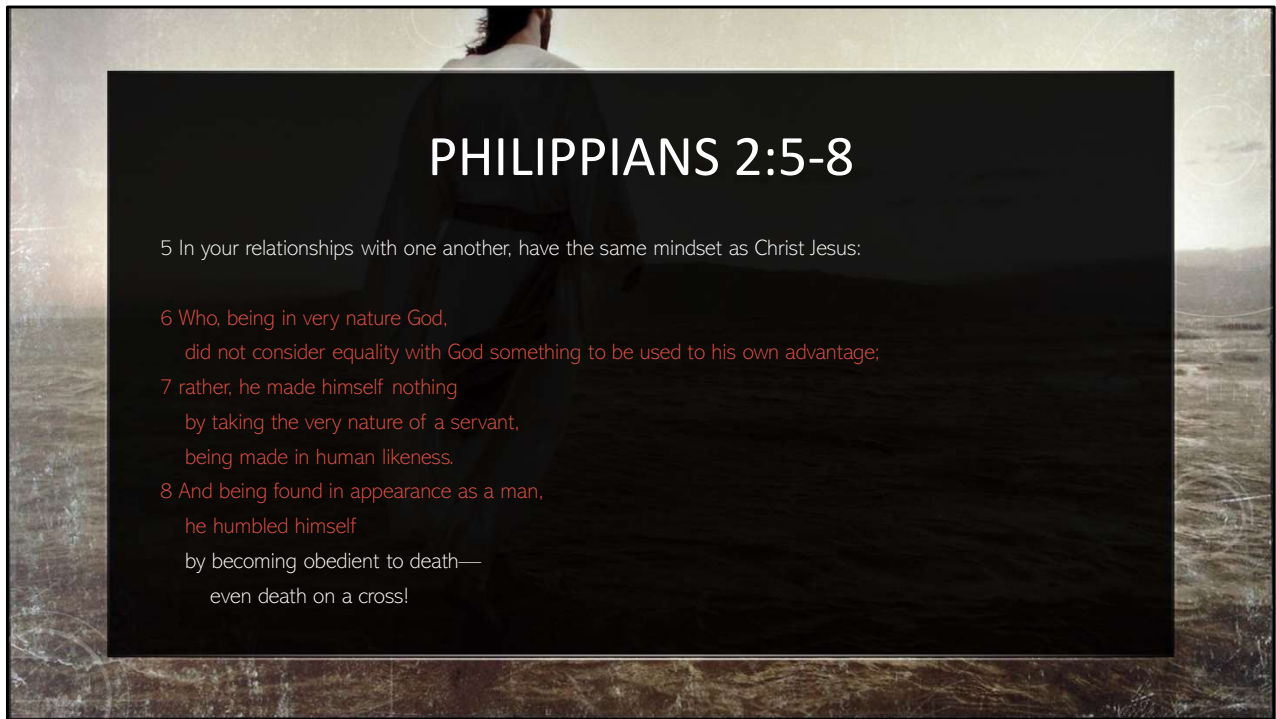 PHILIPPIANS 2:5-8
5 In your relationships with one another, have the same mindset as Christ Jesus:
6 Who, being in very nature God,
did not consider equality with God something to be used to his own advantage;
7 rather, he made himself nothing
by taking the very nature of a servant,
being made in human likeness.
8 And being found in appearance as a man,
he humbled himself
by becoming obedient to death—
even death on a cross!